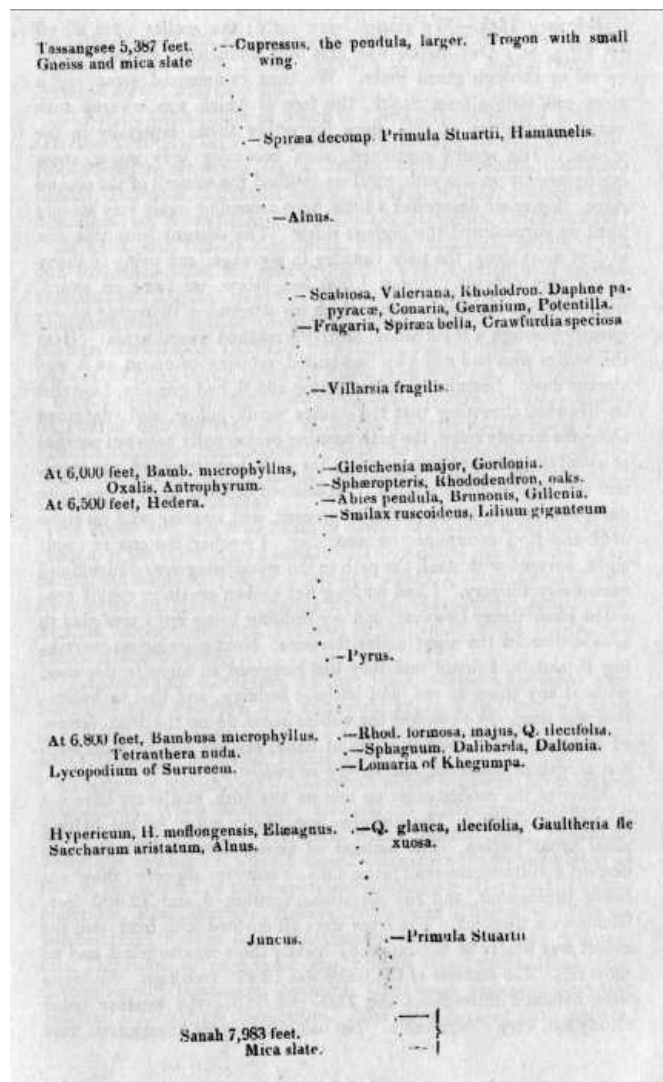 Tassangsee 5,387 feet. .—Cupressus. the pendula, larger. Trogon with small
Gneiss and mica slate wing.
.—Spiræa decomp. Primula Stuartii, Hamamelis.
—Alnus.
.—Scabiosa, Valeriana, Rhododron. Daphne pa-
pyraceæ, Conaria, Geranium, Potentilla.
—Fragaria, Spiræa bella, Crawfurdia speciosa
.—Villarsia fragilis.
At 6,000 feet, Bamb. microphyllus, .—Gleichenia major, Gordonia.
Oxalis, Antrophyrum. .—Sphæropteris, Rhododendron, oaks.
At 6,500 feet, Hedera. .—Abies pendula, Brunonis, Gillenia.
.—Smilax ruscoideus, Lilium giganteum
.—Pyrus.
At 6,800 feet, Bambusa microphyllus. .—Rhod. formosa, majus, Q. ilecifolia.
Tetranthera nuda. .—Sphagnum. Dalibarda, Daltonia.
Lycopodium of Surureem. .—Lomaria of Khegumpa.
Hypericum, H. moflongensis, Elæagnus. .—Q. glauca, ilecifolia, Gaultheria fle
Saccharum aristatum, Alnus. xuosa.
Juncus. .—Primula Stuartii
Sanah 7,983 feet.
Mica slate.